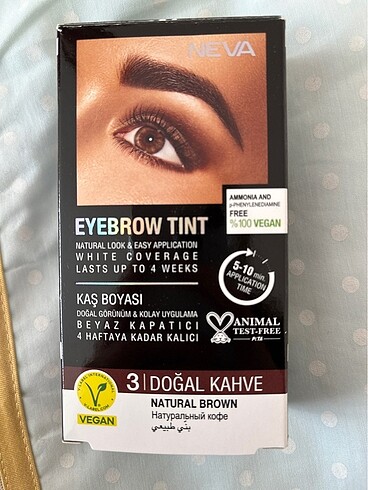 NEVA
AMMONIA AND
p-PHENYLENEDIAMINE
FREE
%100 VEGAN
EYEBROW TINT
NATURAL LOOK & EASY APPLICATION
WHITE COVERAGE
LASTS UP TO 4 WEEKS
5-10 min.
APPLICATION
TIME
KAŞ BOYASI
DOĞAL GÖRÜNÜM & KOLAY UYGULAMA
BEYAZ KAPATICI
4 HAFTAYA KADAR KALICI
ANIMAL
TEST-FREE
PETA
VEGAN
3 | DOĞAL KAHVE
NATURAL BROWN
Натуральный кофе
بنّي طبيعي